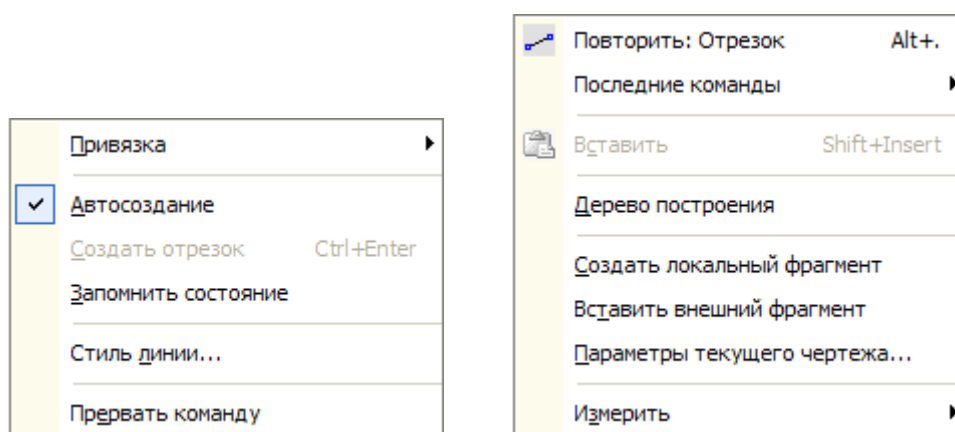 Привязка
Автосоздание
Создать отрезок Ctrl+Enter
Запомнить состояние
Стиль линии...
Прервать команду
Повторить: Отрезок Alt+.
Последние команды
Вставить Shift+Insert
Дерево построения
Создать локальный фрагмент
Вставить внешний фрагмент
Параметры текущего чертежа...
Измерить